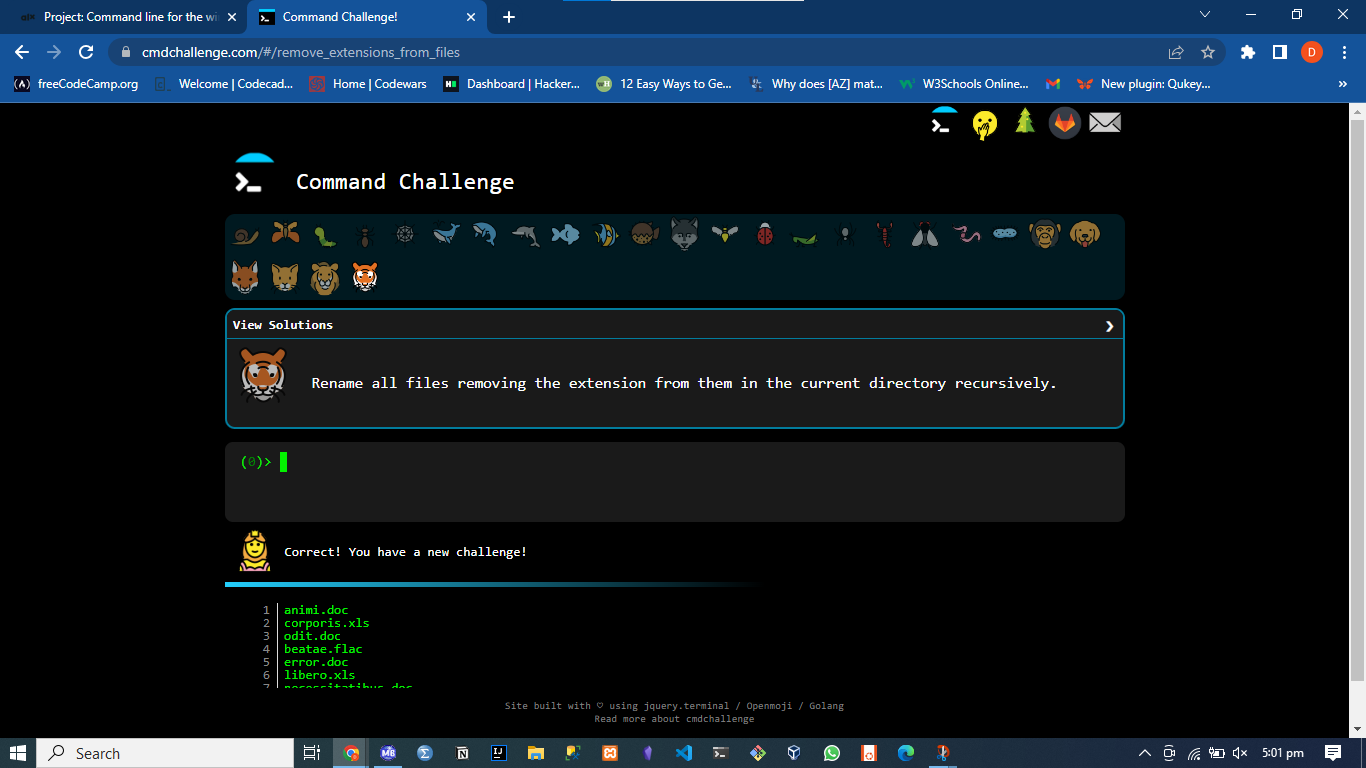 Project: Command line for the wi
Command Challenge!
cmdchallenge.com/#/remove_extensions_from_files
D
freeCodeCamp.org
Welcome | Codecad...
Home | Codewars
Dashboard | Hacker...
12 Easy Ways to Ge...
Why does [AZ] mat...
W3Schools Online...
New plugin: Qukey...
»
Command Challenge
View Solutions
Rename all files removing the extension from them in the current directory recursively.
(0)>
Correct! You have a new challenge!
1 animi.doc
2 corporis.xls
3 odit.doc
4 beatae.flac
5 error.doc
6 libero.xls
7 necessitatibus.doc
Site built with ♡ using jquery.terminal / Openmoji / Golang
Read more about cmdchallenge
Search
5:01 pm